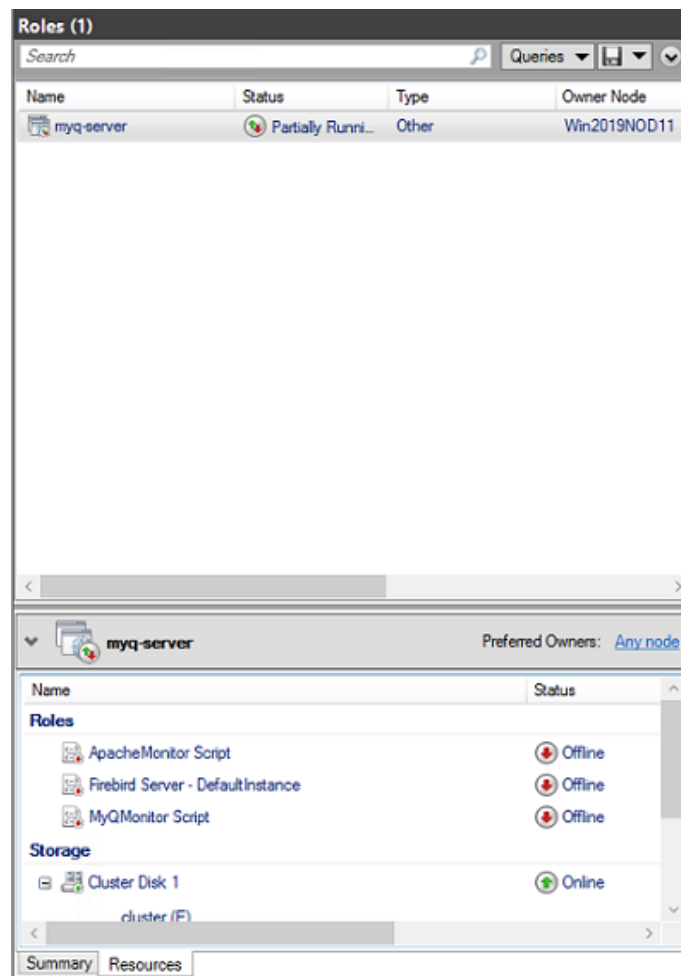 Roles (1)
Search Queries
Name Status Type Owner Node
myq-server Partially Runni... Other Win2019NOD11
myq-server Preferred Owners: Any node
Name Status
Roles
ApacheMonitor Script Offline
Firebird Server - DefaultInstance Offline
MyQMonitor Script Offline
Storage
Cluster Disk 1 Online
cluster (F)
Summary Resources